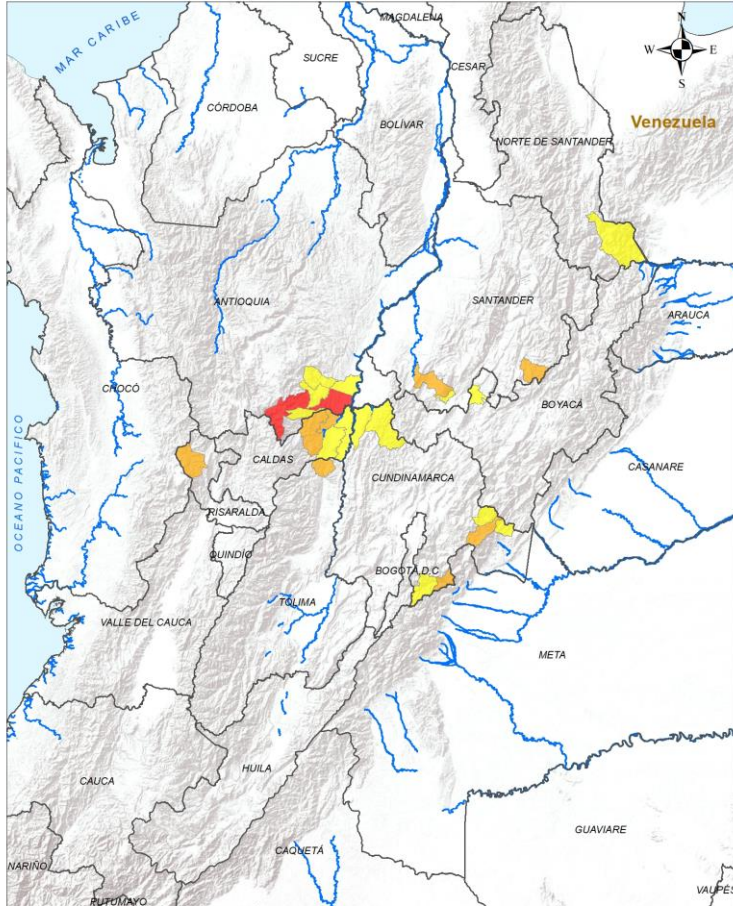 MAGDALENA
N
MAR CARIBE
SUCRE
W
E
CESAR
S
CÓRDOBA
BOLÍVAR
Venezuela
NORTE DE SANTANDER
ANTIOQUIA
SANTANDER
ARAUCA
CHOCÓ
BOYACÁ
CALDAS
CUNDINAMARCA
CASANARE
OCEANO PACIFICO
RISARALDA
QUINDÍO
BOGOTÁ,D.C
TOLIMA
VALLE DEL CAUCA
META
HUILA
CAUCA
GUAVIARE
CAQUETÁ
NARIÑO
VAUPÉS
PUTUMAYO